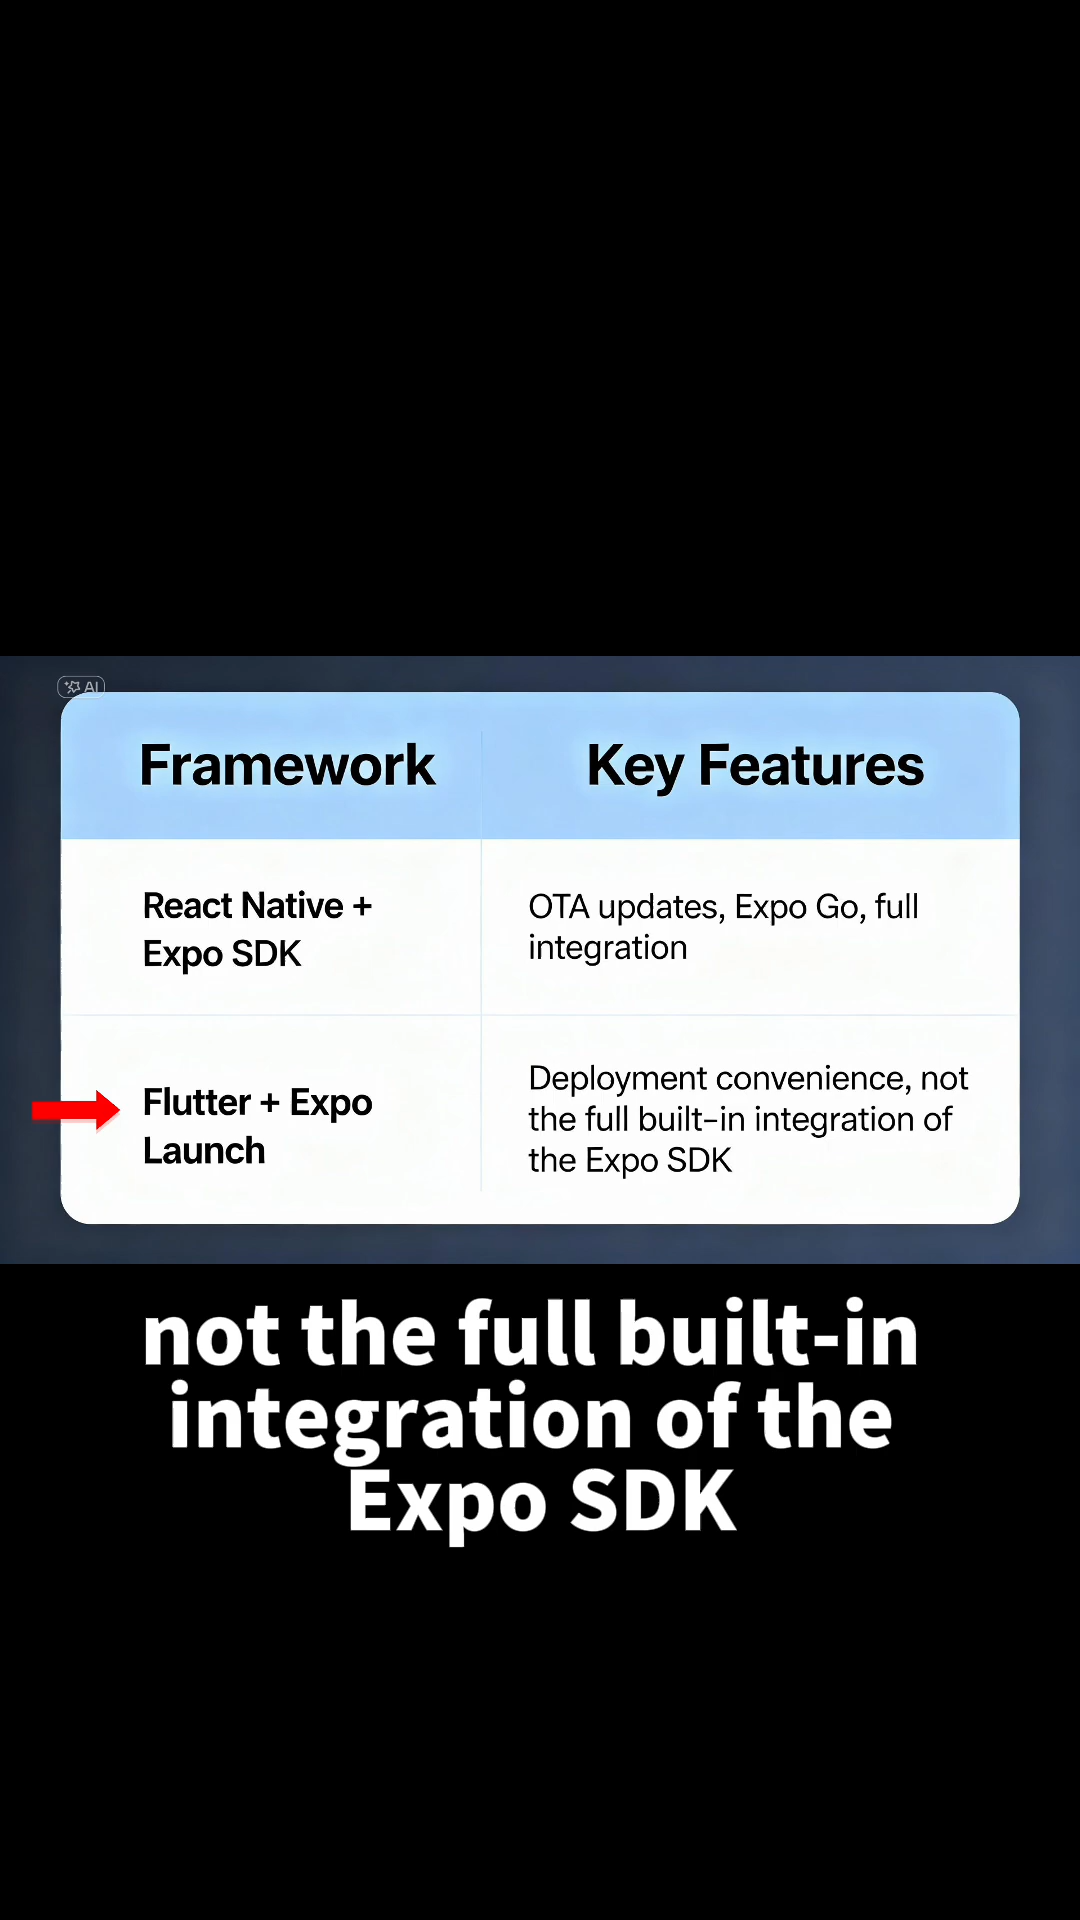 AI
Framework
Key Features
React Native +
Expo SDK
OTA updates, Expo Go, full
integration
Flutter + Expo
Launch
Deployment convenience, not
the full built-in integration of
the Expo SDK
not the full built-in
integration of the
Expo SDK